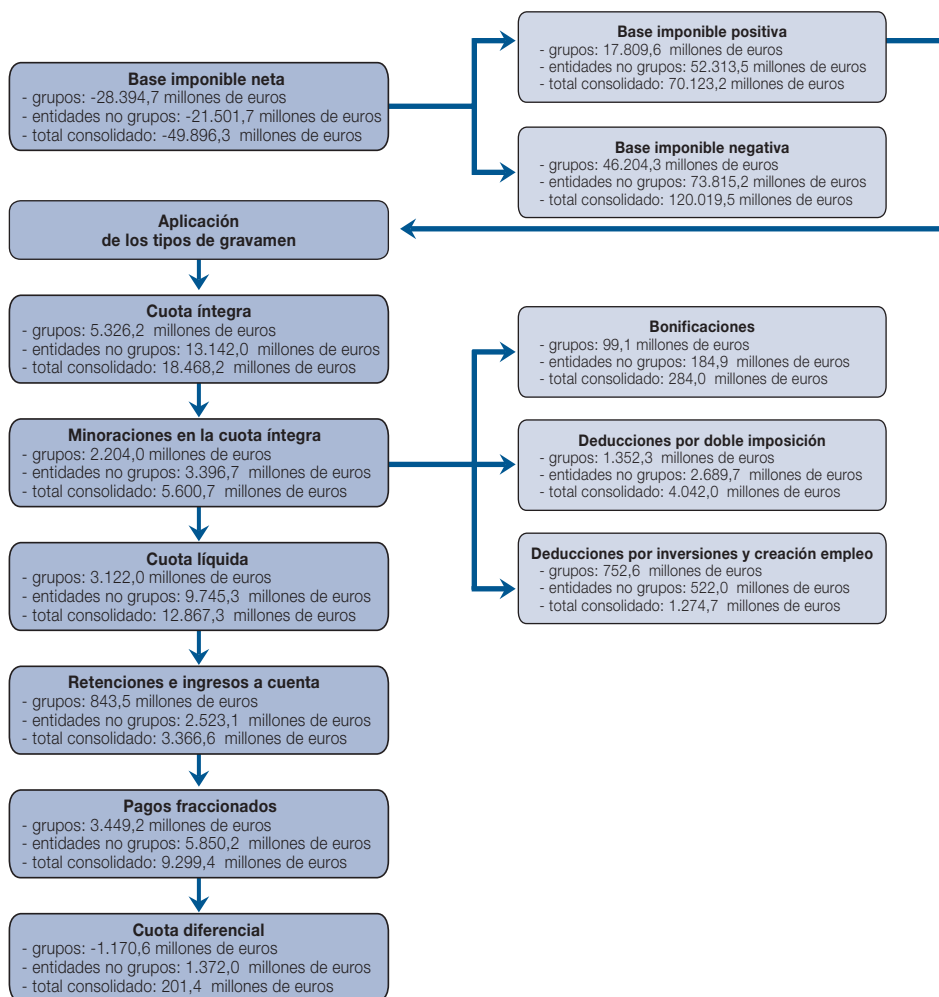 Base imponible neta
- grupos: -28.394,7 millones de euros
- entidades no grupos: -21.501,7 millones de euros
- total consolidado: -49.896,3 millones de euros
Base imponible positiva
- grupos: 17.809,6 millones de euros
- entidades no grupos: 52.313,5 millones de euros
- total consolidado: 70.123,2 millones de euros
Base imponible negativa
- grupos: 46.204,3 millones de euros
- entidades no grupos: 73.815,2 millones de euros
- total consolidado: 120.019,5 millones de euros
Aplicación
de los tipos de gravamen
Cuota íntegra
- grupos: 5.326,2 millones de euros
- entidades no grupos: 13.142,0 millones de euros
- total consolidado: 18.468,2 millones de euros
Minoraciones en la cuota íntegra
- grupos: 2.204,0 millones de euros
- entidades no grupos: 3.396,7 millones de euros
- total consolidado: 5.600,7 millones de euros
Bonificaciones
- grupos: 99,1 millones de euros
- entidades no grupos: 184,9 millones de euros
- total consolidado: 284,0 millones de euros
Deducciones por doble imposición
- grupos: 1.352,3 millones de euros
- entidades no grupos: 2.689,7 millones de euros
- total consolidado: 4.042,0 millones de euros
Deducciones por inversiones y creación empleo
- grupos: 752,6 millones de euros
- entidades no grupos: 522,0 millones de euros
- total consolidado: 1.274,7 millones de euros
Cuota líquida
- grupos: 3.122,0 millones de euros
- entidades no grupos: 9.745,3 millones de euros
- total consolidado: 12.867,3 millones de euros
Retenciones e ingresos a cuenta
- grupos: 843,5 millones de euros
- entidades no grupos: 2.523,1 millones de euros
- total consolidado: 3.366,6 millones de euros
Pagos fraccionados
- grupos: 3.449,2 millones de euros
- entidades no grupos: 5.850,2 millones de euros
- total consolidado: 9.299,4 millones de euros
Cuota diferencial
- grupos: -1.170,6 millones de euros
- entidades no grupos: 1.372,0 millones de euros
- total consolidado: 201,4 millones de euros